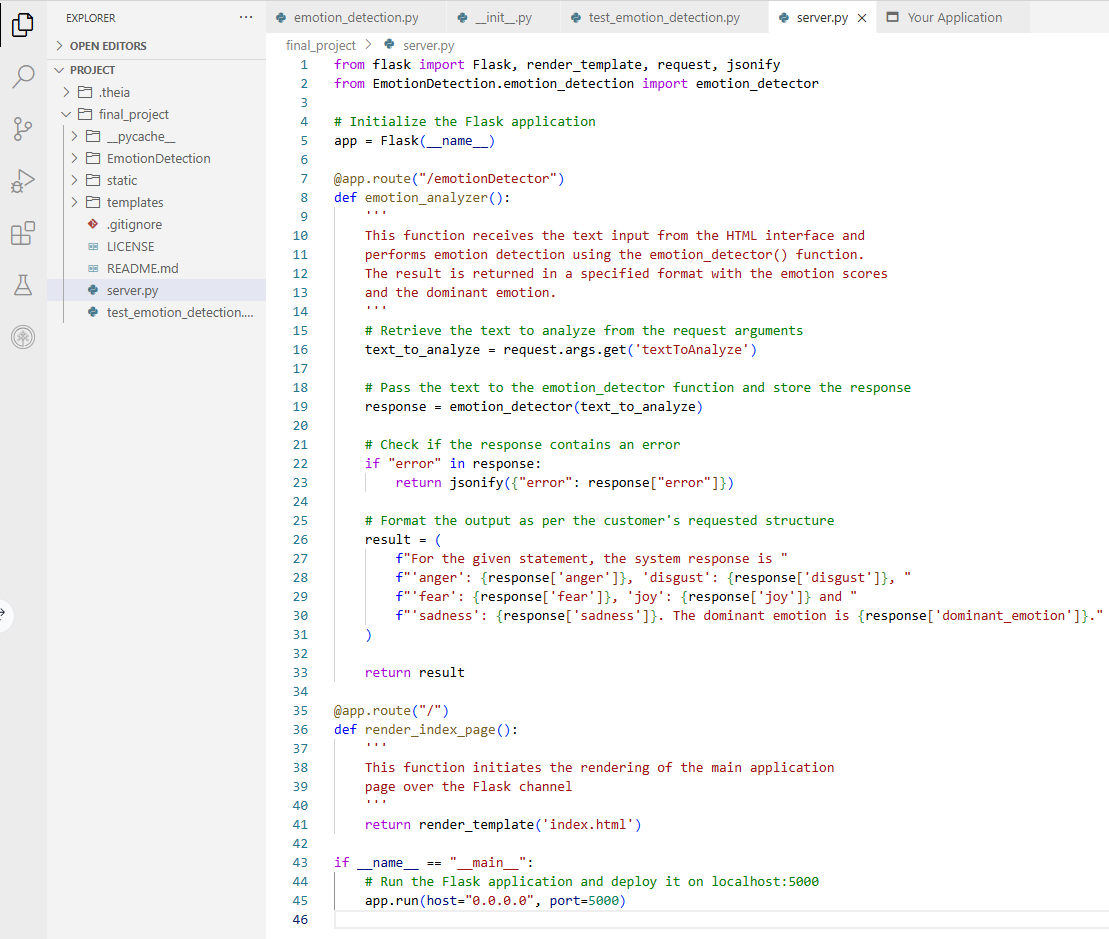 EXPLORER
...
OPEN EDITORS
PROJECT
.theia
final_project
__pycache__
EmotionDetection
static
templates
.gitignore
LICENSE
README.md
server.py
test_emotion_detection....
emotion_detection.py
__init__.py
test_emotion_detection.py
server.py
Your Application
final_project > server.py
1 from flask import Flask, render_template, request, jsonify
2 from EmotionDetection.emotion_detection import emotion_detector
3
4 # Initialize the Flask application
5 app = Flask(__name__)
6
7 @app.route("/emotionDetector")
8 def emotion_analyzer():
9     '''
10     This function receives the text input from the HTML interface and
11     performs emotion detection using the emotion_detector() function.
12     The result is returned in a specified format with the emotion scores
13     and the dominant emotion.
14     '''
15     # Retrieve the text to analyze from the request arguments
16     text_to_analyze = request.args.get('textToAnalyze')
17
18     # Pass the text to the emotion_detector function and store the response
19     response = emotion_detector(text_to_analyze)
20
21     # Check if the response contains an error
22     if "error" in response:
23         return jsonify({"error": response["error"]})
24
25     # Format the output as per the customer's requested structure
26     result = (
27         f"For the given statement, the system response is "
28         f"'anger': {response['anger']}, 'disgust': {response['disgust']}, "
29         f"'fear': {response['fear']}, 'joy': {response['joy']} and "
30         f"'sadness': {response['sadness']}. The dominant emotion is {response['dominant_emotion']}."
31     )
32
33     return result
34
35 @app.route("/")
36 def render_index_page():
37     '''
38     This function initiates the rendering of the main application
39     page over the Flask channel
40     '''
41     return render_template('index.html')
42
43 if __name__ == "__main__":
44     # Run the Flask application and deploy it on localhost:5000
45     app.run(host="0.0.0.0", port=5000)
46